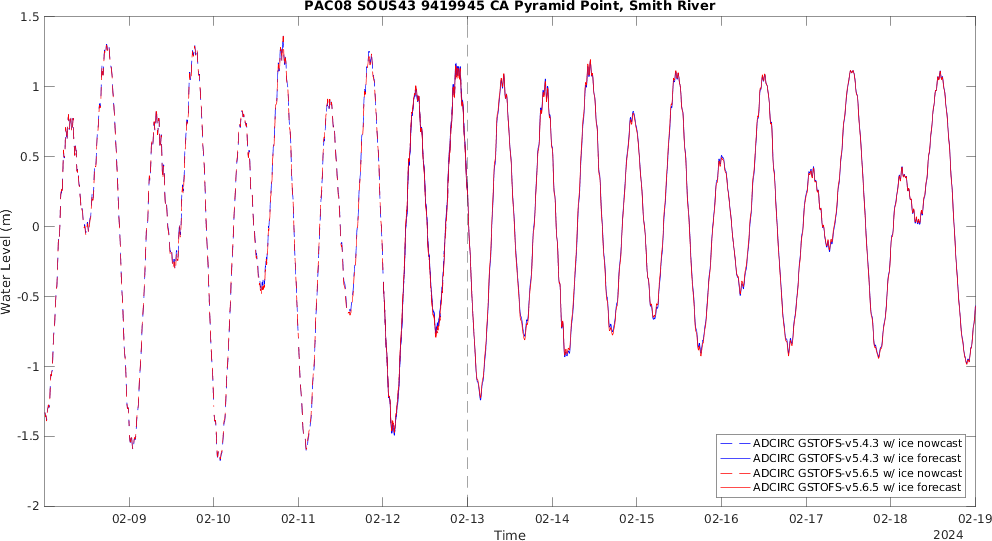 PAC08 SOUS43 9419945 CA Pyramid Point, Smith River
1.5
1
0.5
0
-0.5
-1
-1.5
-2
Water Level (m)
ADCIRC GSTOFS-v5.4.3 w/ ice nowcast
ADCIRC GSTOFS-v5.4.3 w/ ice forecast
ADCIRC GSTOFS-v5.6.5 w/ ice nowcast
ADCIRC GSTOFS-v5.6.5 w/ ice forecast
02-09 02-10 02-11 02-12 02-13 02-14 02-15 02-16 02-17 02-18 02-19
Time
2024